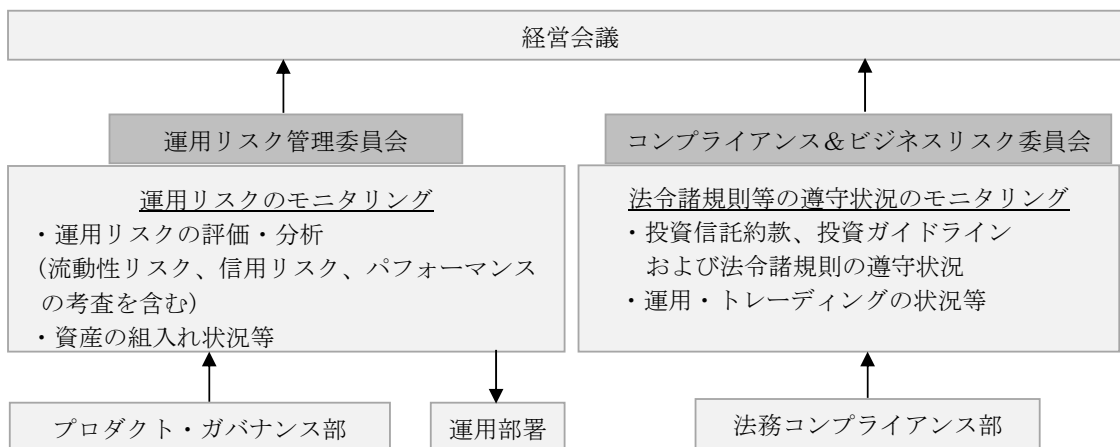 経営会議
運用リスク管理委員会
運用リスクのモニタリング
・運用リスクの評価・分析
(流動性リスク、信用リスク、パフォーマンス
の考査を含む)
・資産の組入れ状況等
プロダクト・ガバナンス部
運用部署
コンプライアンス&ビジネスリスク委員会
法令諸規則等の遵守状況のモニタリング
・投資信託約款、投資ガイドライン
および法令諸規則の遵守状況
・運用・トレーディングの状況等
法務コンプライアンス部